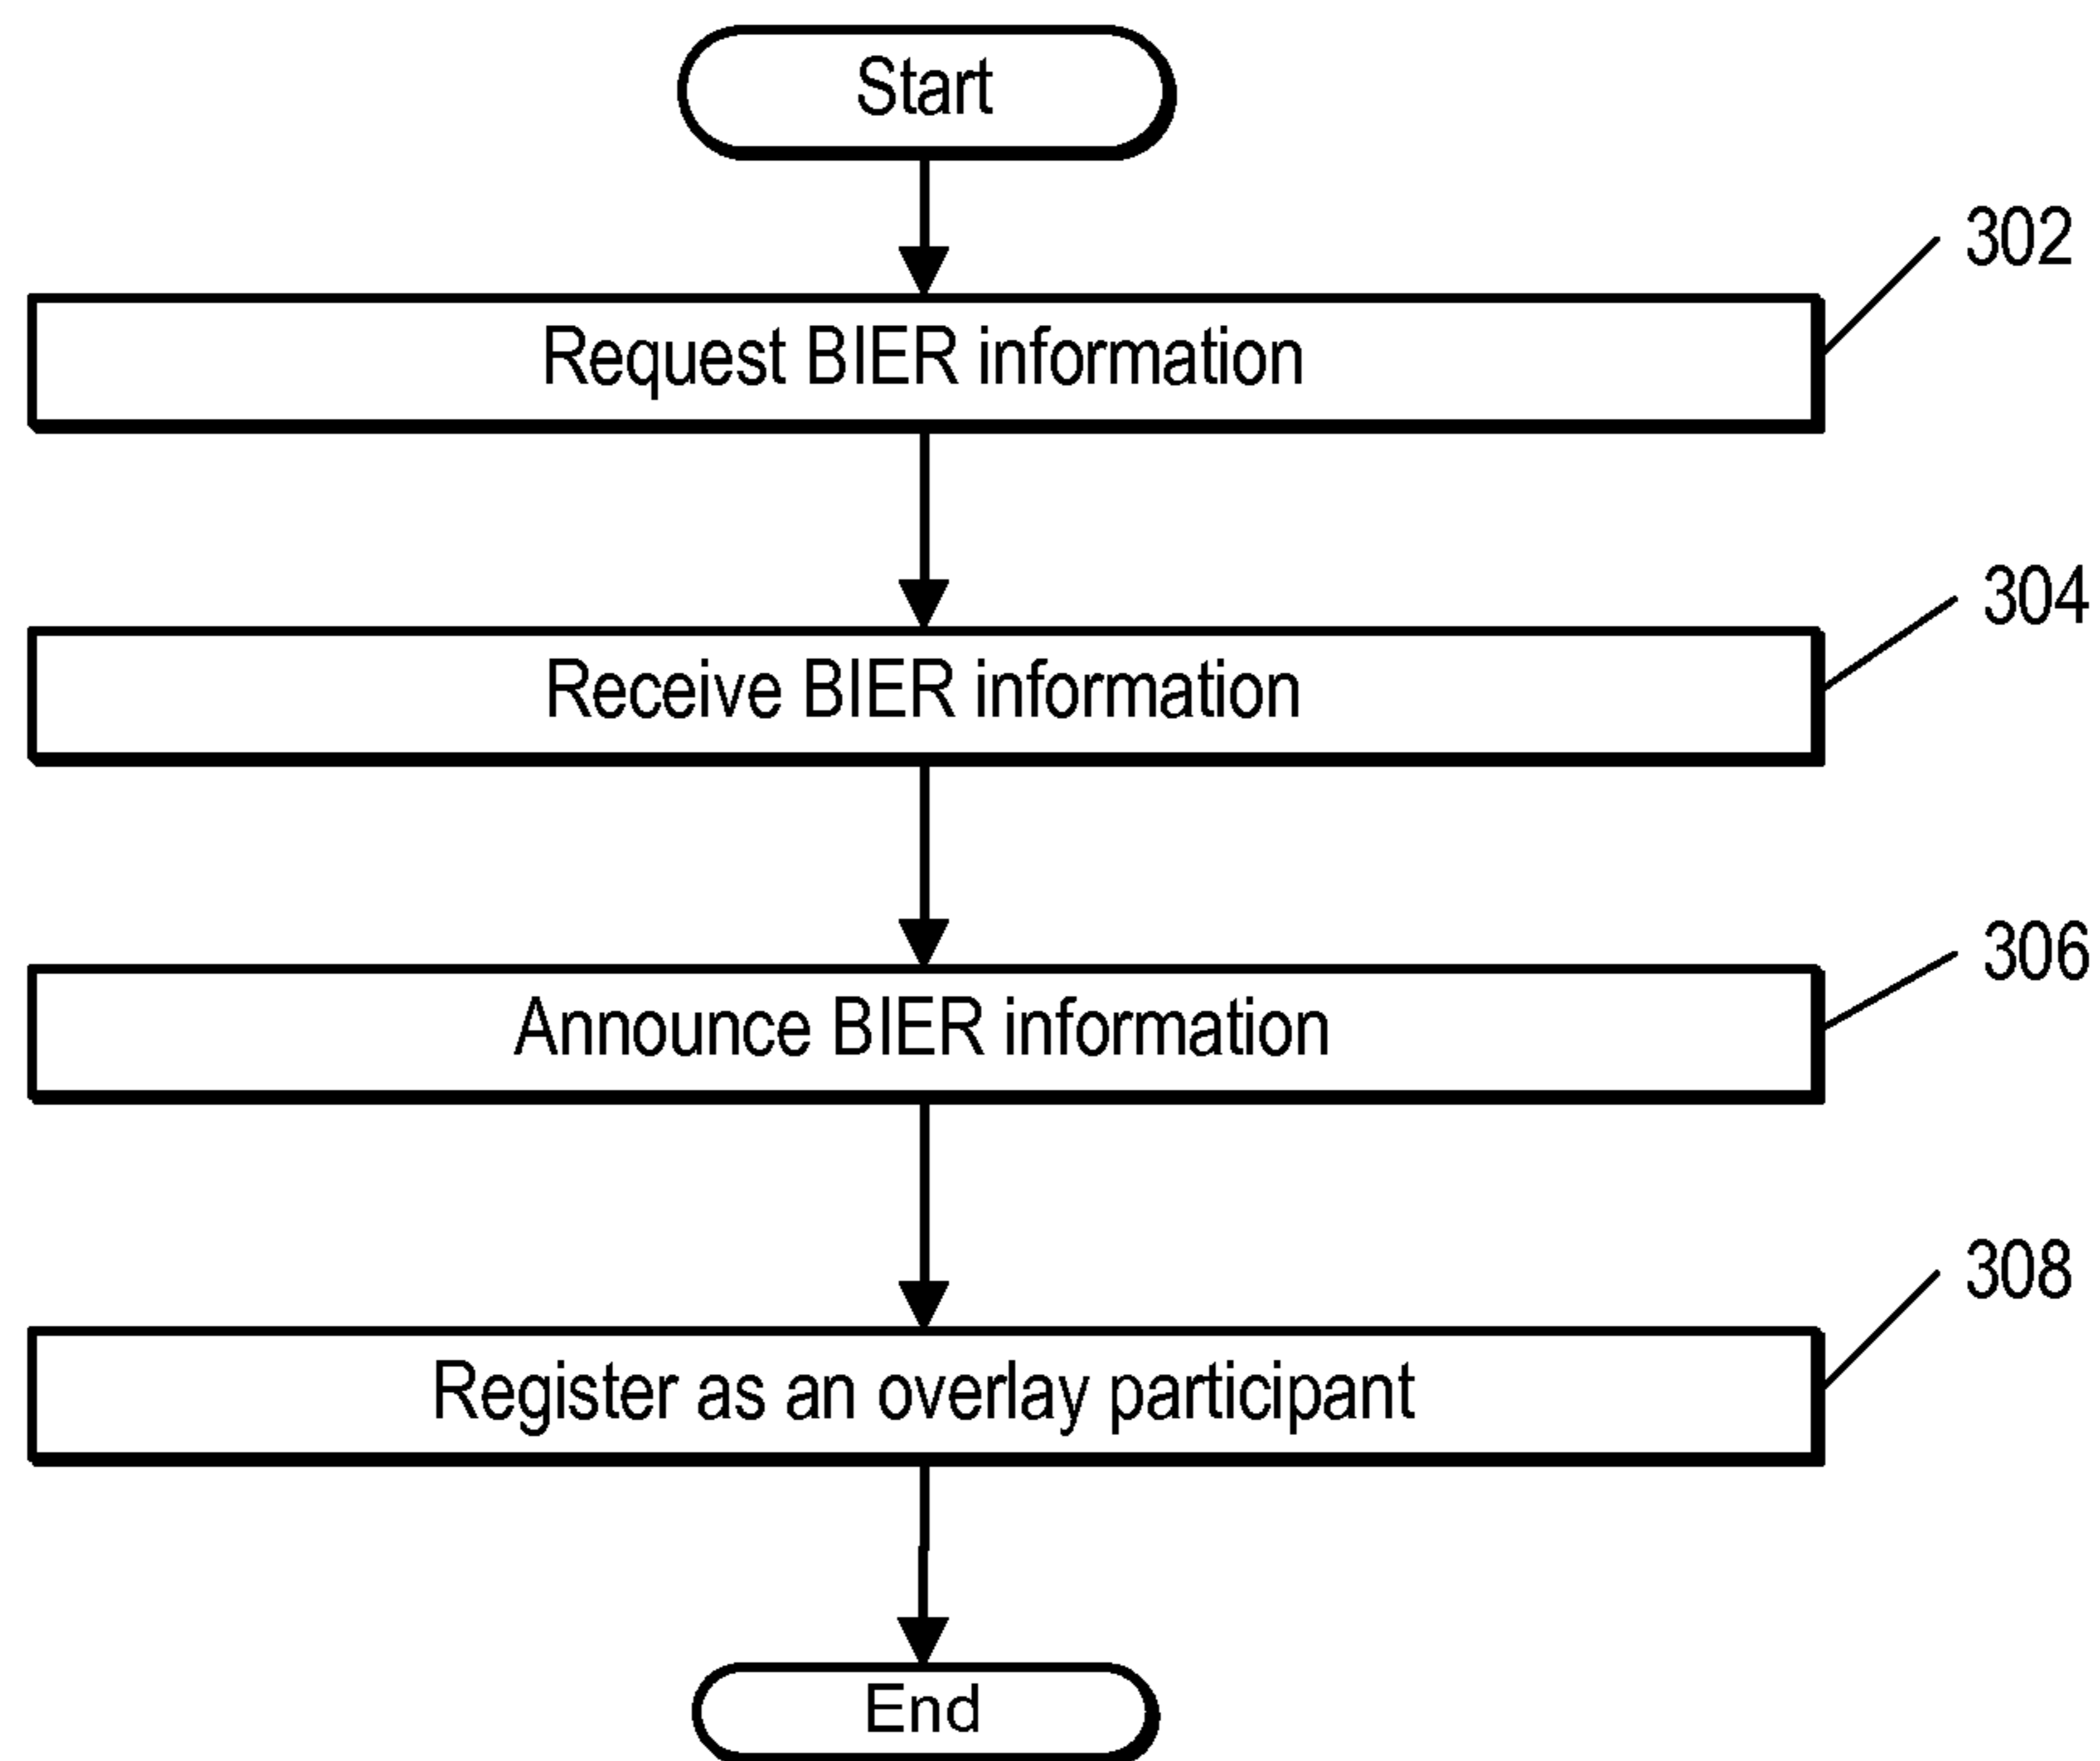 Start
302
Request BIER information
304
Receive BIER information
306
Announce BIER information
308
Register as an overlay participant
End